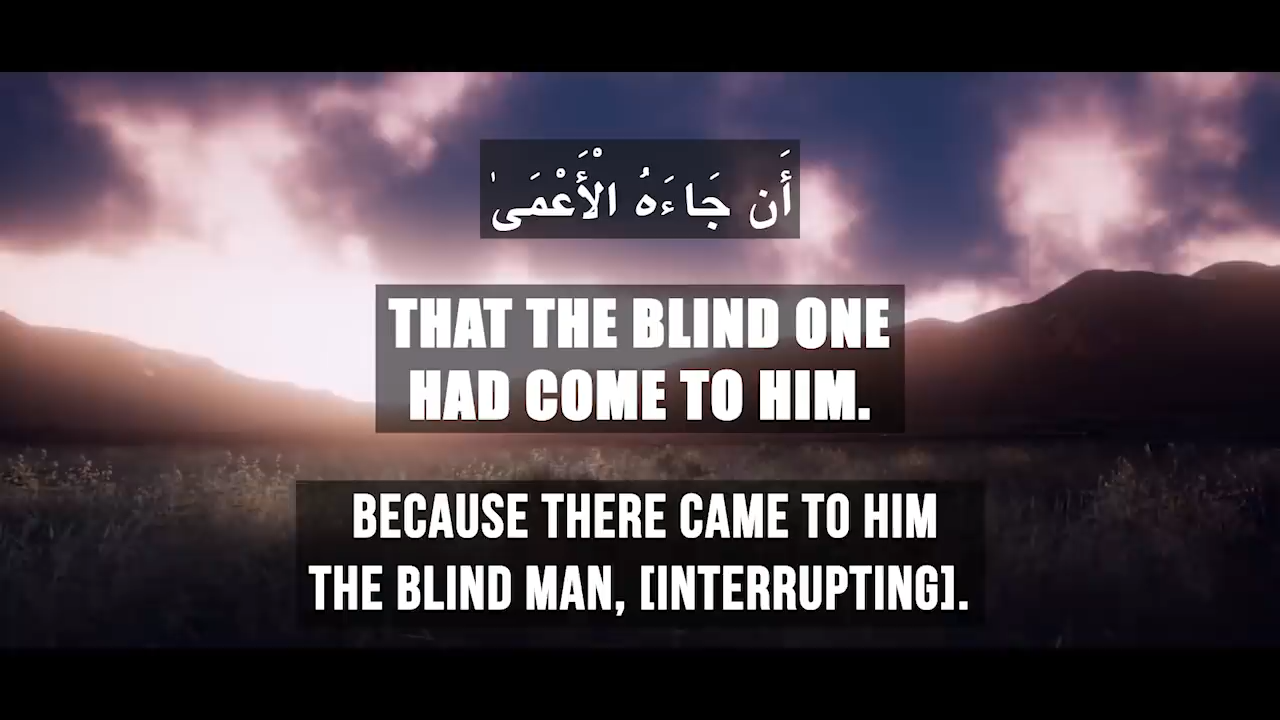 أَن جَاءَهُ الْأَعْمَىٰ
THAT THE BLIND ONE
HAD COME TO HIM.
BECAUSE THERE CAME TO HIM
THE BLIND MAN, [INTERRUPTING].